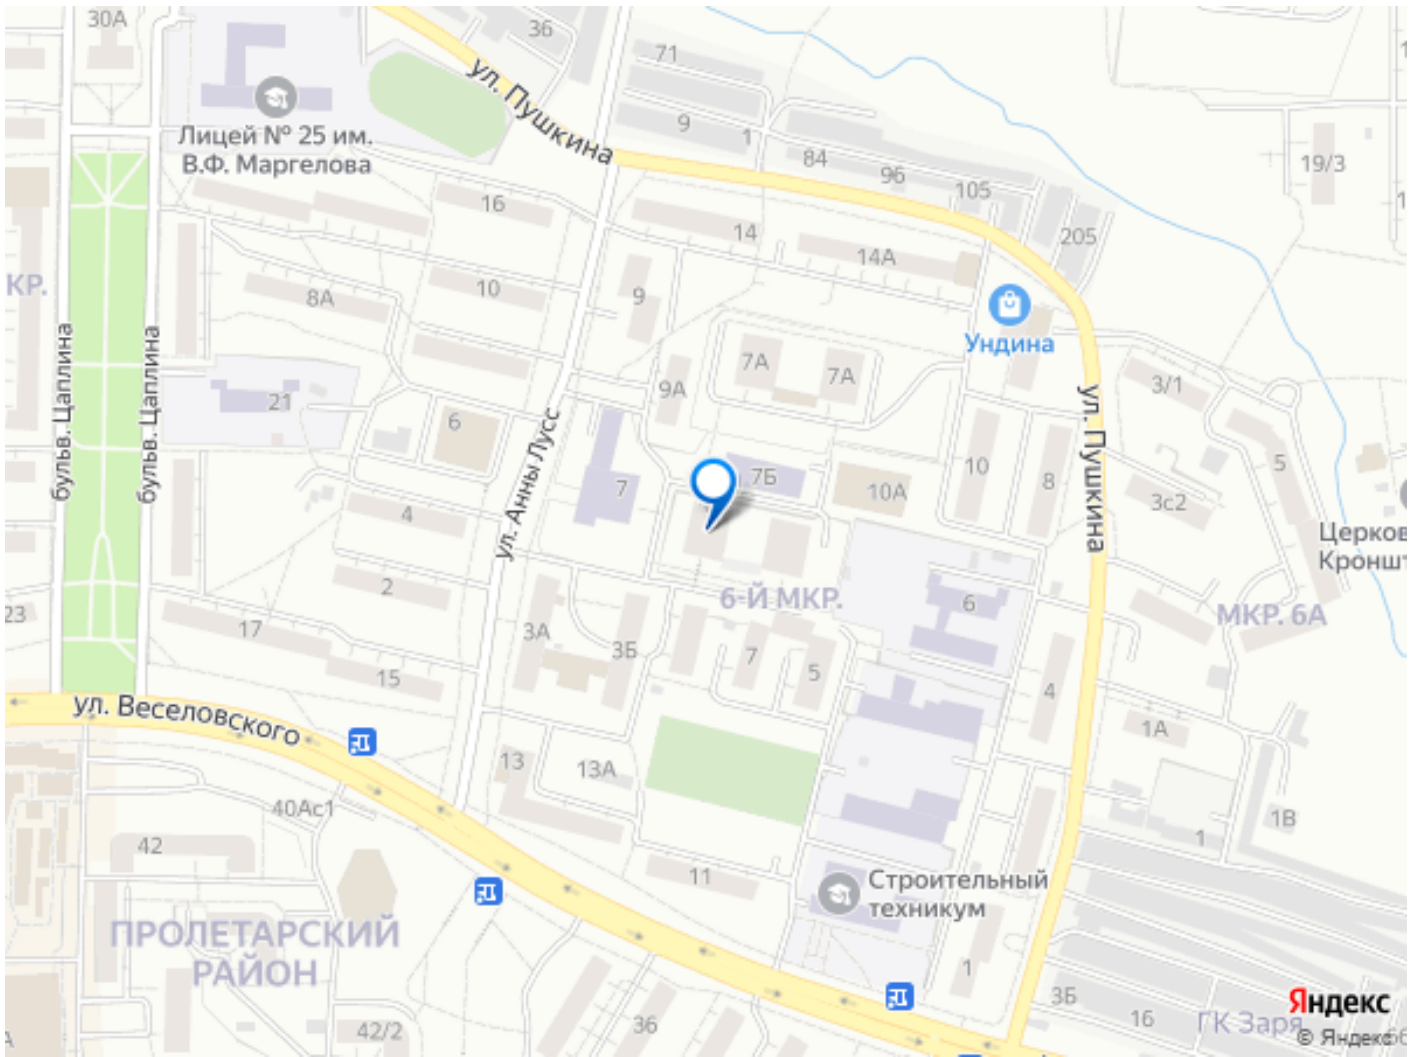 30А
36
71
ул. Пушкина
Лицей № 25 им.
В.Ф. Маргелова
9
1
84
96
105
19/3
205
16
14
14А
КР.
8А
10
9
Ундина
бульв. Цаплина
бульв. Цаплина
7А
7А
9А
3/1
ул. Пушкина
21
6
ул. Анны Лусс
7
7Б
10А
10
8
5
3с2
4
Церков
Кроншт
2
6-Й МКР.
6
МКР. 6А
23
17
3А
3Б
7
5
15
4
1А
ул. Веселовского
13
13А
40Ас1
1В
1
42
11
Строительный
техникум
ПРОЛЕТАРСКИЙ
РАЙОН
1
3Б
16
36
42/2
ГК Заря
Яндекс
© Яндекс